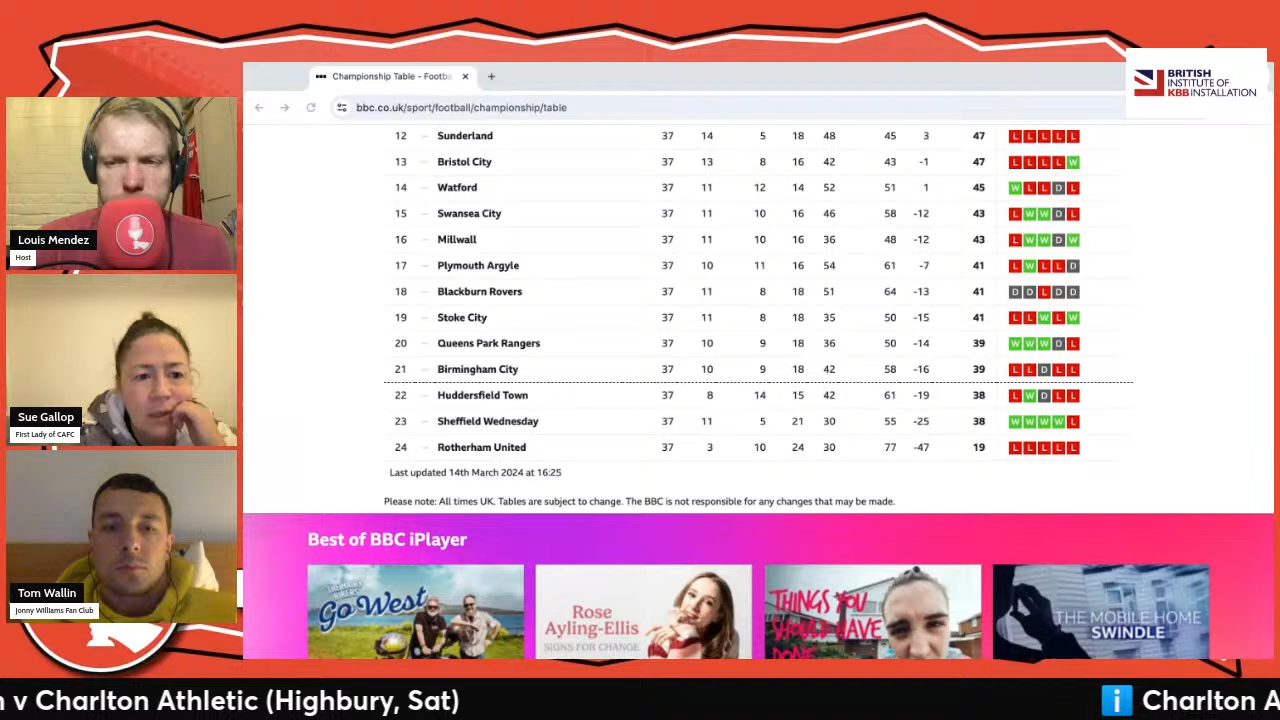 Championship Table - Footba
bbc.co.uk/sport/football/championship/table
BRITISH
INSTITUTE OF
KBB INSTALLATION
12 Sunderland 37 14 5 18 48 45 3 47 L L L L L
13 Bristol City 37 13 8 16 42 43 -1 47 L L L L W
14 Watford 37 11 12 14 52 51 1 45 W L L D L
15 Swansea City 37 11 10 16 46 58 -12 43 L W W D L
16 Millwall 37 11 10 16 36 48 -12 43 L W W D W
17 Plymouth Argyle 37 10 11 16 54 61 -7 41 L W L L D
18 Blackburn Rovers 37 11 8 18 51 64 -13 41 D D L D D
19 Stoke City 37 11 8 18 35 50 -15 41 L L W L W
20 Queens Park Rangers 37 10 9 18 36 50 -14 39 W W W D L
21 Birmingham City 37 10 9 18 42 58 -16 39 L L D L L
22 Huddersfield Town 37 8 14 15 42 61 -19 38 L W D L L
23 Sheffield Wednesday 37 11 5 21 30 55 -25 38 W W W W L
24 Rotherham United 37 3 10 24 30 77 -47 19 L L L L L
Last updated 14th March 2024 at 16:25
Please note: All times UK. Tables are subject to change. The BBC is not responsible for any changes that may be made.
Best of BBC iPlayer
Go West
Rose
Ayling-Ellis
SIGNS FOR CHANGE
THINGS YOU
SHOULD HAVE
DONE
THE MOBILE HOME
SWINDLE
Louis Mendez
Host
Sue Gallop
First Lady of CAFC
Tom Wallin
Jonny Williams Fan Club
n v Charlton Athletic (Highbury, Sat)
Charlton A